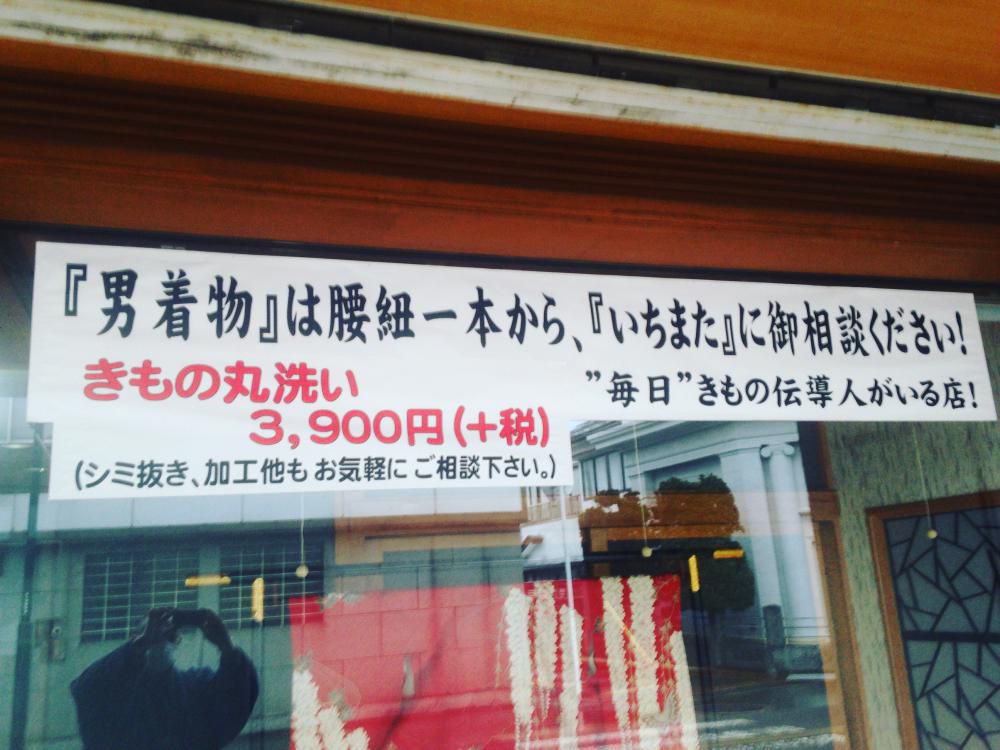 『男着物』は腰紐一本から、『いちまた』に御相談ください!
"毎日"きもの伝導人がいる店!
きもの丸洗い
3,900円(+税)
(シミ抜き、加工他も お気軽に ご相談下さい。)